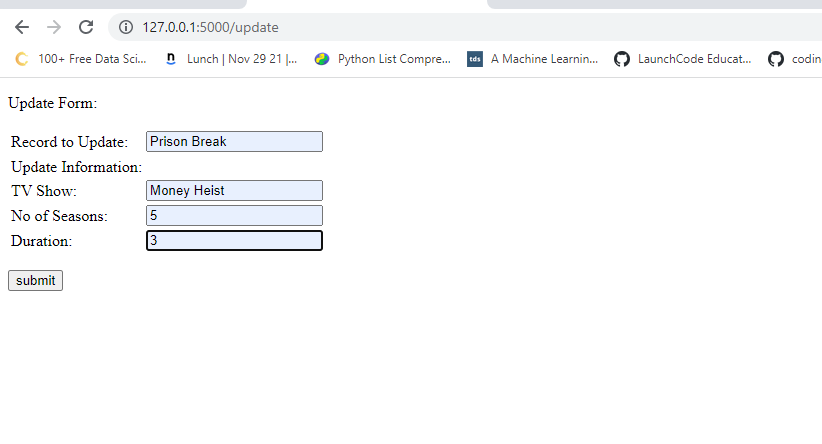 127.0.0.1:5000/update
100+ Free Data Sci... n Lunch | Nov 29 21 |... Python List Compre... tds A Machine Learnin... LaunchCode Educat... codin
Update Form:
Record to Update: Prison Break
Update Information:
TV Show: Money Heist
No of Seasons: 5
Duration: 3
submit